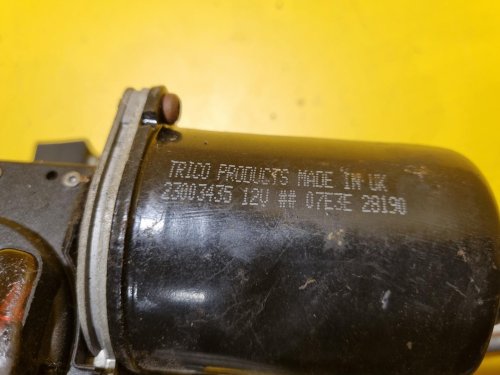 TRICO PRODUCTS MADE IN UK
23003435 12V ## 07E3E 28190